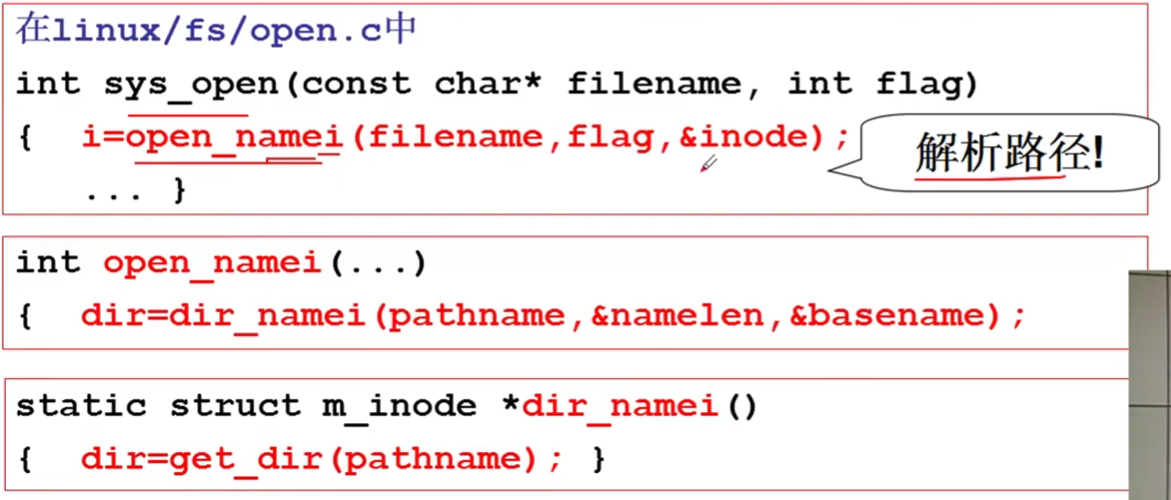 在linux/fs/open.c中
int sys_open(const char* filename, int flag)
{ i=open_namei(filename,flag,&inode);
... }
解析路径!
int open_namei(...)
{ dir=dir_namei(pathname,&namelen,&basename);
static struct m_inode *dir_namei()
{ dir=get_dir(pathname); }